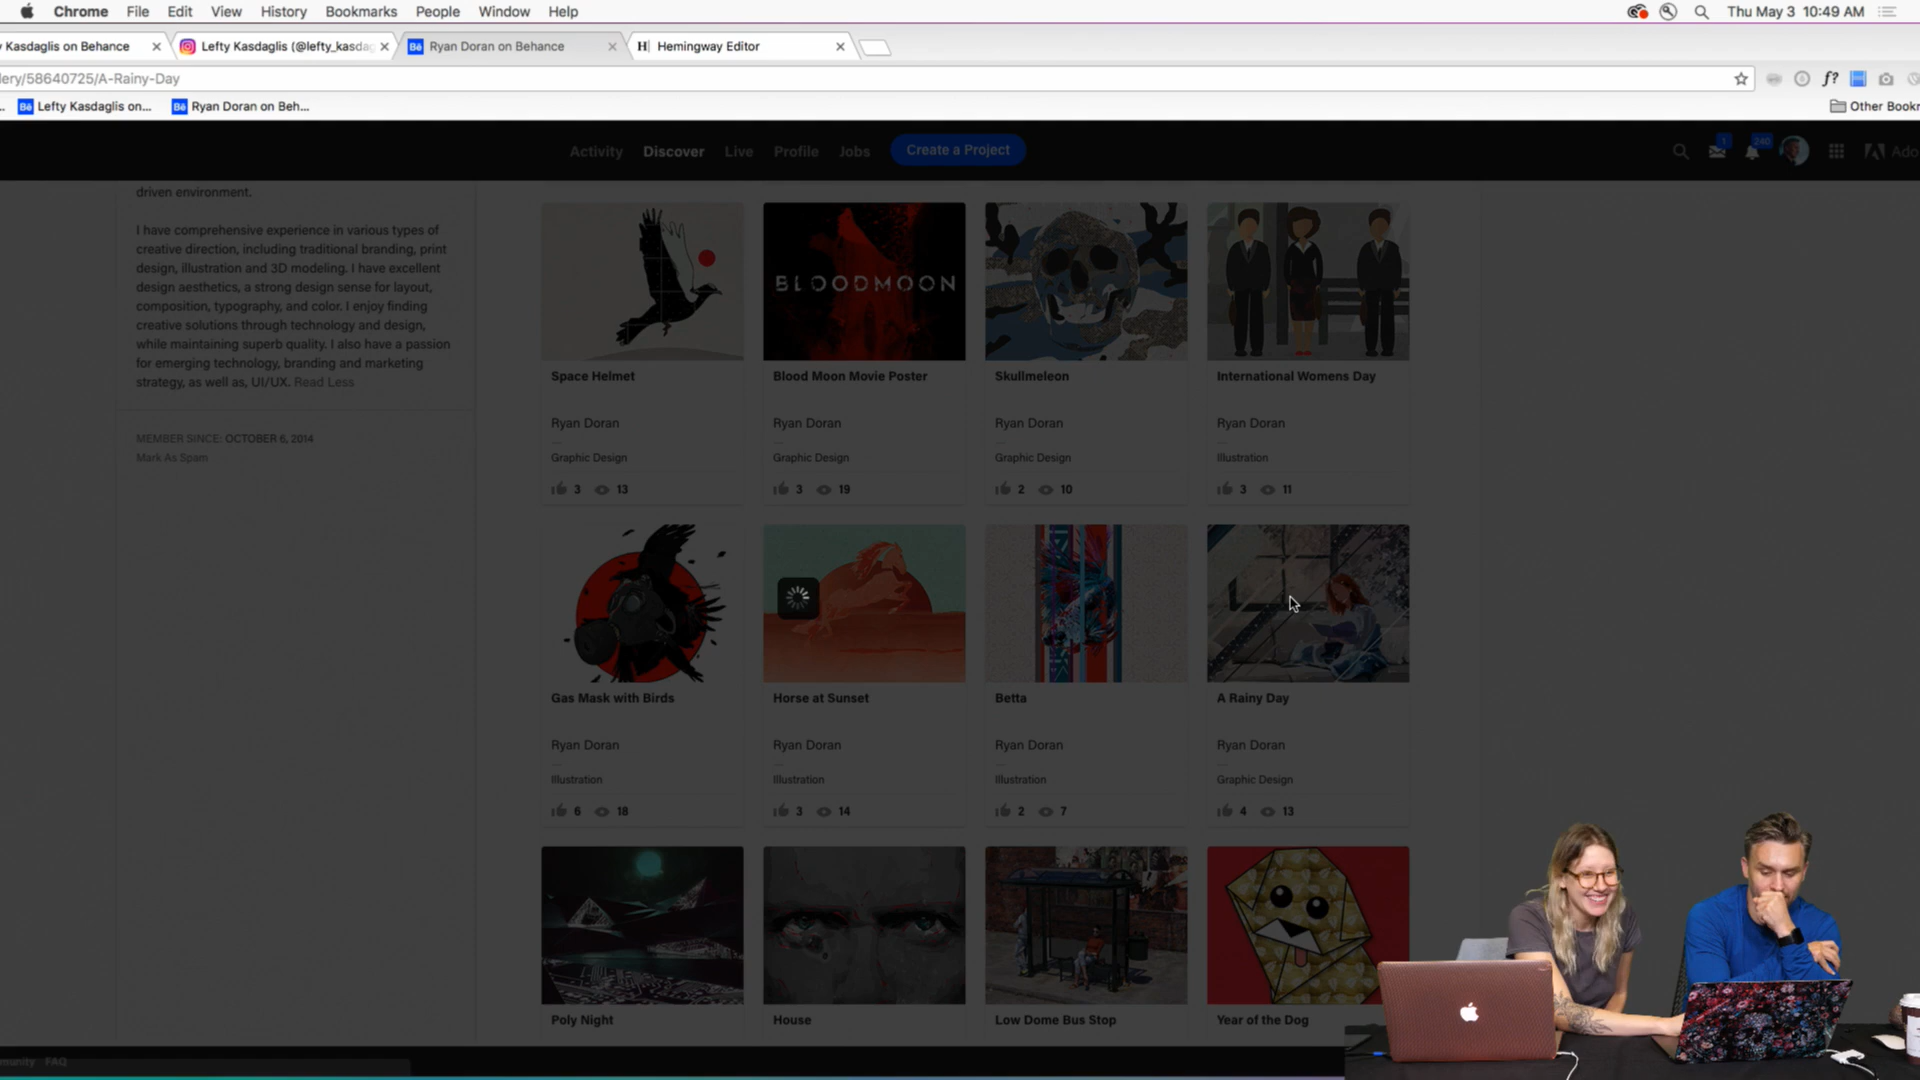 Chrome File Edit View History Bookmarks People Window Help
Thu May 3 10:49 AM
Kasdaglis on Behance
Lefty Kasdaglis (@lefty_kasdag
Ryan Doran on Behance
H Hemingway Editor
lery/58640725/A-Rainy-Day
f?
Bē Lefty Kasdaglis on...
Bē Ryan Doran on Beh...
Other Bookr
Activity Discover Live Profile Jobs Create a Project
1
240
Ado
driven environment.
I have comprehensive experience in various types of
creative direction, including traditional branding, print
design, illustration and 3D modeling. I have excellent
design aesthetics, a strong design sense for layout,
composition, typography, and color. I enjoy finding
creative solutions through technology and design,
while maintaining superb quality. I also have a passion
for emerging technology, branding and marketing
strategy, as well as, UI/UX. Read Less
MEMBER SINCE: OCTOBER 6, 2014
Mark As Spam
BLOODMOON
Space Helmet
Ryan Doran
Graphic Design
3 13
Blood Moon Movie Poster
Ryan Doran
Graphic Design
3 19
Skullmeleon
Ryan Doran
Graphic Design
2 10
International Womens Day
Ryan Doran
Illustration
3 11
Gas Mask with Birds
Ryan Doran
Illustration
6 18
Horse at Sunset
Ryan Doran
Illustration
3 14
Betta
Ryan Doran
Illustration
2 7
A Rainy Day
Ryan Doran
Graphic Design
4 13
Poly Night
House
Low Dome Bus Stop
Year of the Dog
munity FAQ